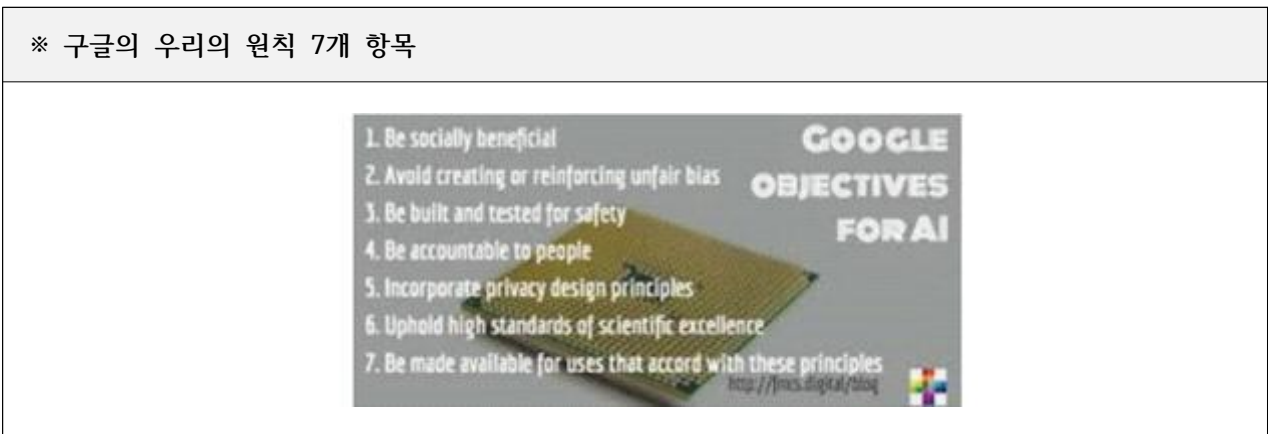 ※ 구글의 우리의 원칙 7개 항목
1. Be socially beneficial
2. Avoid creating or reinforcing unfair bias
3. Be built and tested for safety
4. Be accountable to people
5. Incorporate privacy design principles
6. Uphold high standards of scientific excellence
7. Be made available for uses that accord with these principles
GOOGLE
OBJECTIVES
FOR AI